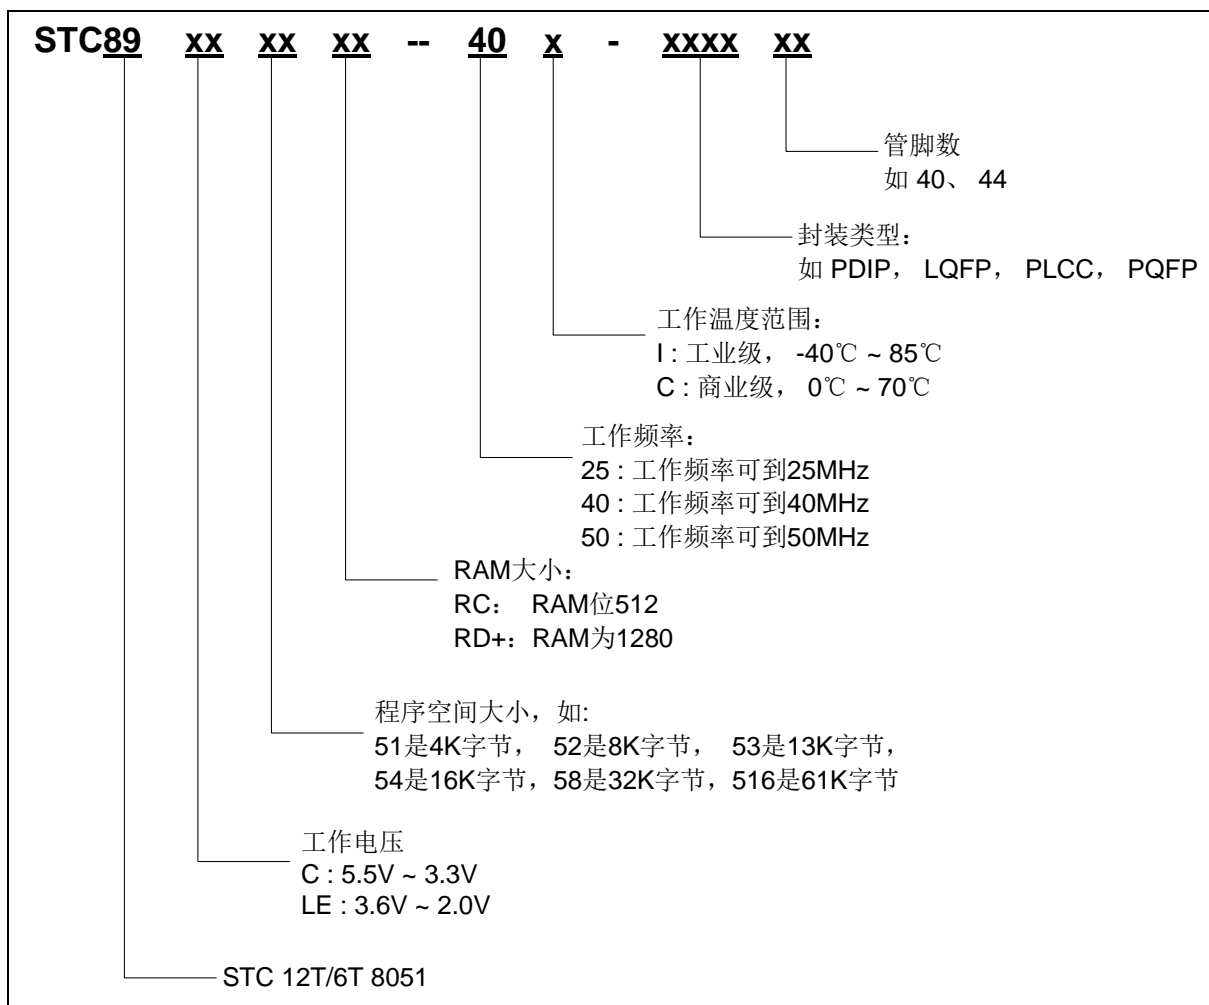 STC89 xx xx xx -- 40 x - xxxx xx
管脚数
如 40、 44
封装类型：
如 PDIP， LQFP， PLCC， PQFP
工作温度范围：
I : 工业级， -40℃ ~ 85℃
C : 商业级， 0℃ ~ 70℃
工作频率：
25 : 工作频率可到25MHz
40 : 工作频率可到40MHz
50 : 工作频率可到50MHz
RAM大小：
RC： RAM位512
RD+：RAM为1280
程序空间大小，如:
51是4K字节， 52是8K字节， 53是13K字节，
54是16K字节，58是32K字节，516是61K字节
工作电压
C : 5.5V ~ 3.3V
LE : 3.6V ~ 2.0V
STC 12T/6T 8051